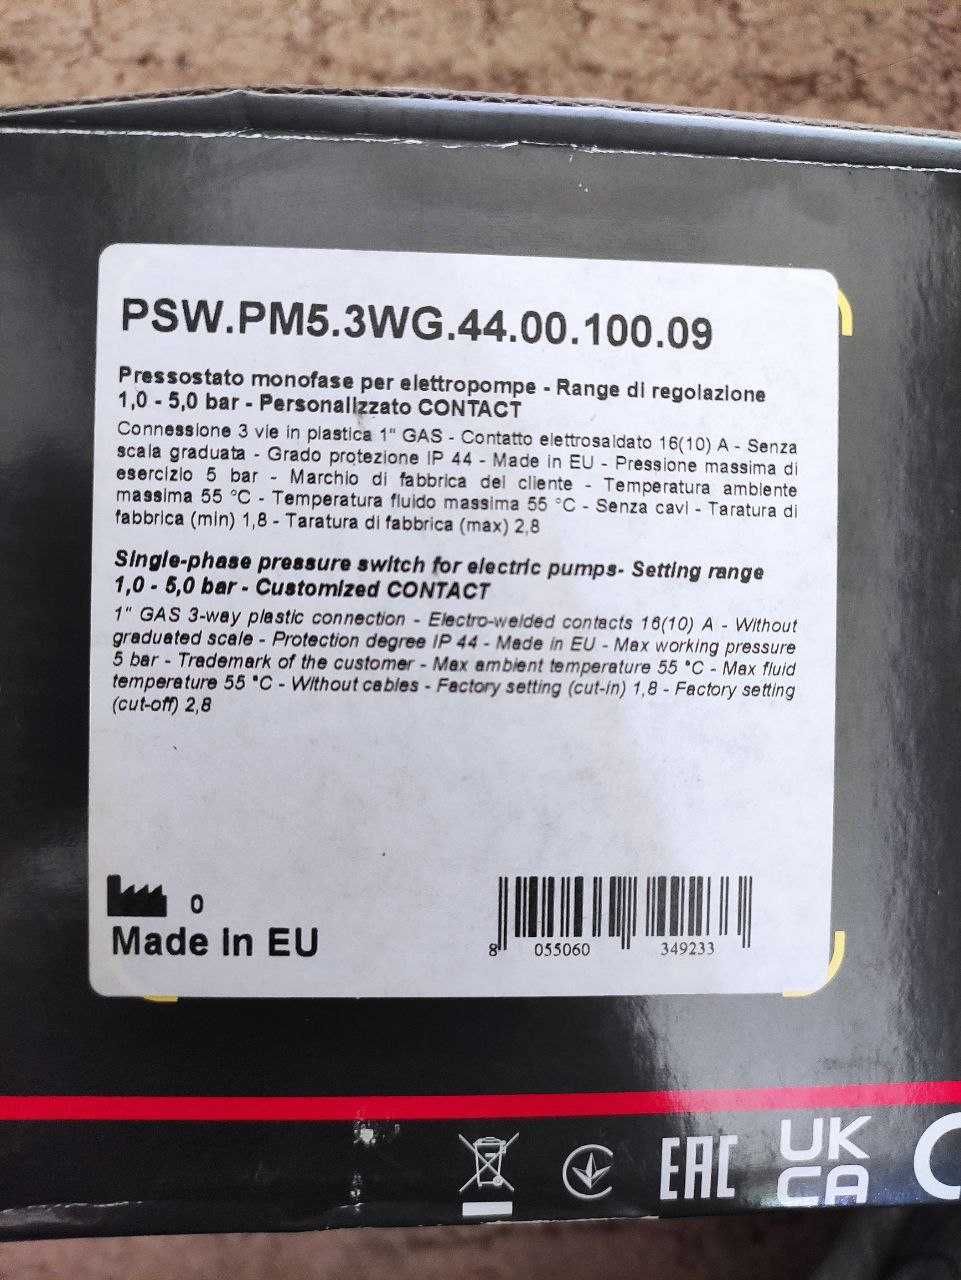 PSW.PM5.3WG.44.00.100.09
Pressostato monofase per elettropompe - Range di regolazione
1,0 - 5,0 bar - Personalizzato CONTACT
Connessione 3 vie in plastica 1" GAS - Contatto elettrosaldato 16(10) A - Senza
scala graduata - Grado protezione IP 44 - Made in EU - Pressione massima di
esercizio 5 bar - Marchio di fabbrica del cliente - Temperatura ambiente
massima 55 °C - Temperatura fluido massima 55 °C - Senza cavi - Taratura di
fabbrica (min) 1,8 - Taratura di fabbrica (max) 2,8
Single-phase pressure switch for electric pumps- Setting range
1,0 - 5,0 bar - Customized CONTACT
1" GAS 3-way plastic connection - Electro-welded contacts 16(10) A - Without
graduated scale - Protection degree IP 44 - Made in EU - Max working pressure
5 bar - Trademark of the customer - Max ambient temperature 55 °C - Max fluid
temperature 55 °C - Without cables - Factory setting (cut-in) 1,8 - Factory setting
(cut-off) 2,8
0
Made in EU
8 055060 349233
EAC
UK
CA